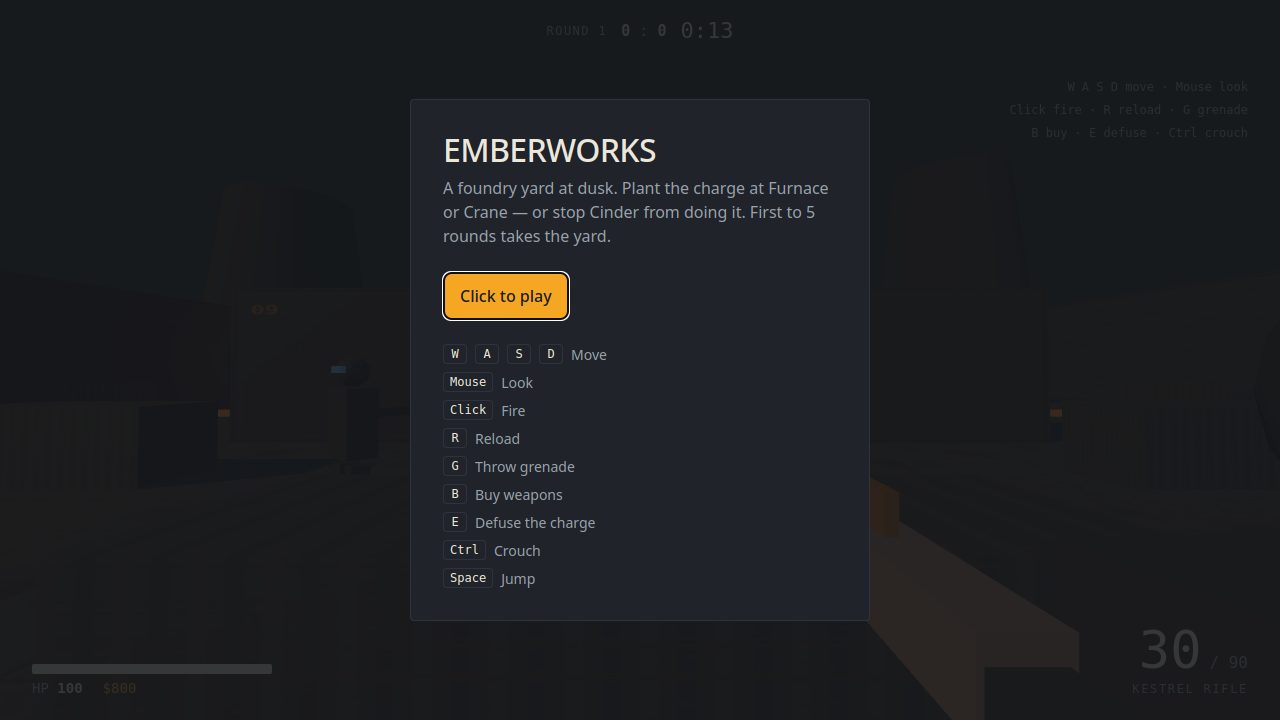 ROUND 1 0 : 0 0:13
W A S D move · Mouse look
Click fire · R reload · G grenade
B buy · E defuse · Ctrl crouch
EMBERWORKS
A foundry yard at dusk. Plant the charge at Furnace
or Crane — or stop Cinder from doing it. First to 5
rounds takes the yard.
09
Click to play
W A S D Move
Mouse Look
Click Fire
R Reload
G Throw grenade
B Buy weapons
E Defuse the charge
Ctrl Crouch
Space Jump
30 / 90
HP 100 $800
KESTREL RIFLE